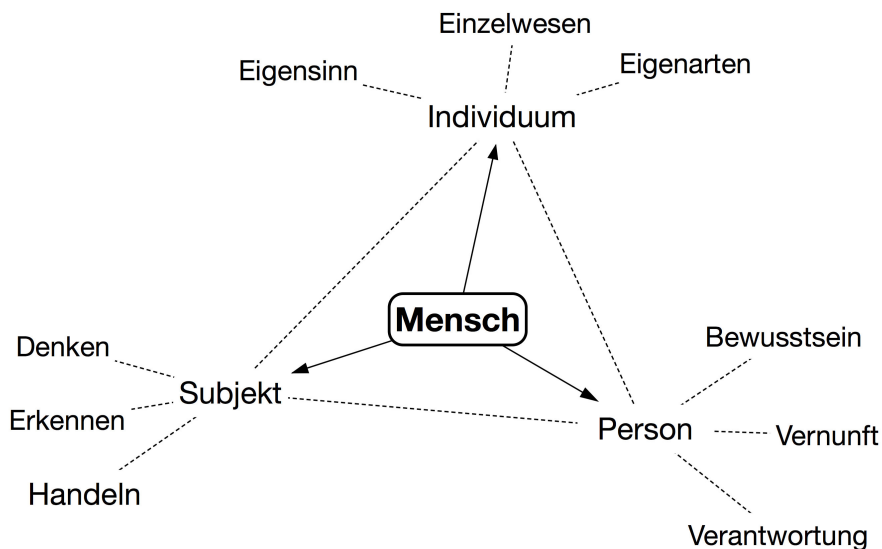 Einzelwesen
Eigensinn
Eigenarten
Individuum
Mensch
Denken
Subjekt
Erkennen
Handeln
Bewusstsein
Person
Vernunft
Verantwortung